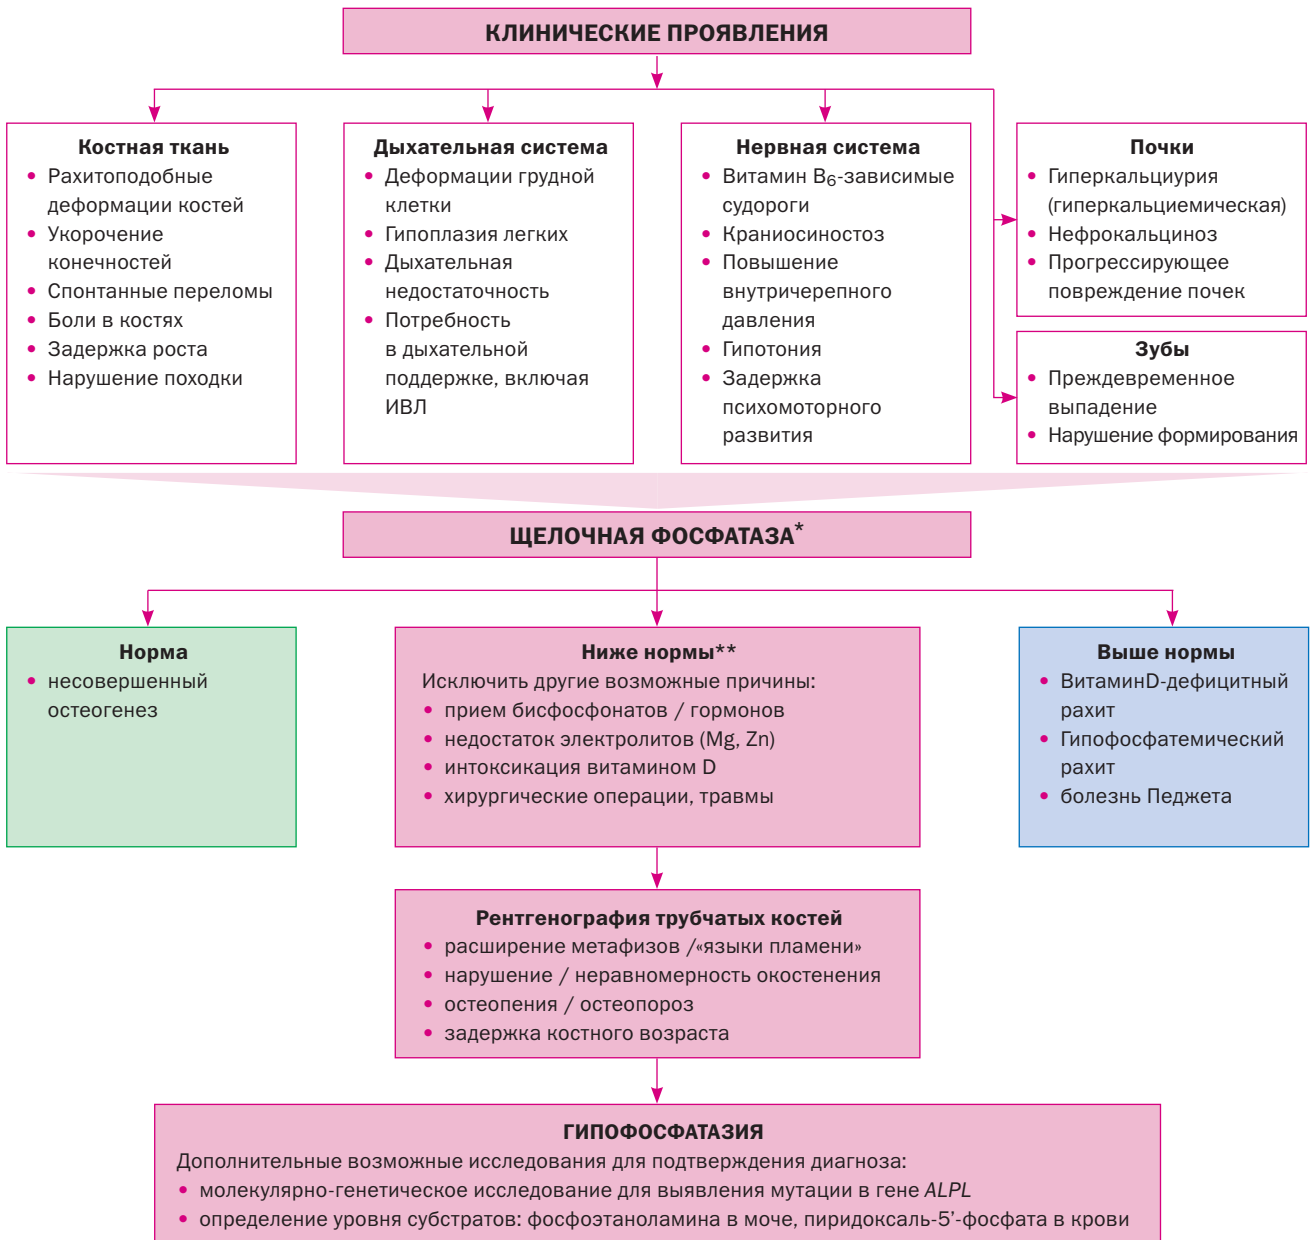 КЛИНИЧЕСКИЕ ПРОЯВЛЕНИЯ
Костная ткань
• Рахитоподобные
деформации костей
• Укорочение
конечностей
• Спонтанные переломы
• Боли в костях
• Задержка роста
• Нарушение походки
Дыхательная система
• Деформации грудной
клетки
• Гипоплазия легких
• Дыхательная
недостаточность
• Потребность
в дыхательной
поддержке, включая
ИВЛ
Нервная система
• Витамин B₆-зависимые
судороги
• Краниосиностоз
• Повышение
внутричерепного
давления
• Гипотония
• Задержка
психомоторного
развития
Почки
• Гиперкальциурия
(гиперкальциемическая)
• Нефрокальциноз
• Прогрессирующее
повреждение почек
Зубы
• Преждевременное
выпадение
• Нарушение формирования
ЩЕЛОЧНАЯ ФОСФАТАЗА*
Норма
• несовершенный
остеогенез
Ниже нормы**
Исключить другие возможные причины:
• прием бисфосфонатов / гормонов
• недостаток электролитов (Mg, Zn)
• интоксикация витамином D
• хирургические операции, травмы
Выше нормы
• ВитаминD-дефицитный
рахит
• Гипофосфатемический
рахит
• болезнь Педжета
Рентгенография трубчатых костей
• расширение метафизов /«языки пламени»
• нарушение / неравномерность окостенения
• остеопения / остеопороз
• задержка костного возраста
ГИПОФОСФАТАЗИЯ
Дополнительные возможные исследования для подтверждения диагноза:
• молекулярно-генетическое исследование для выявления мутации в гене ALPL
• определение уровня субстратов: фосфоэтаноламина в моче, пиридоксаль-5’-фосфата в крови